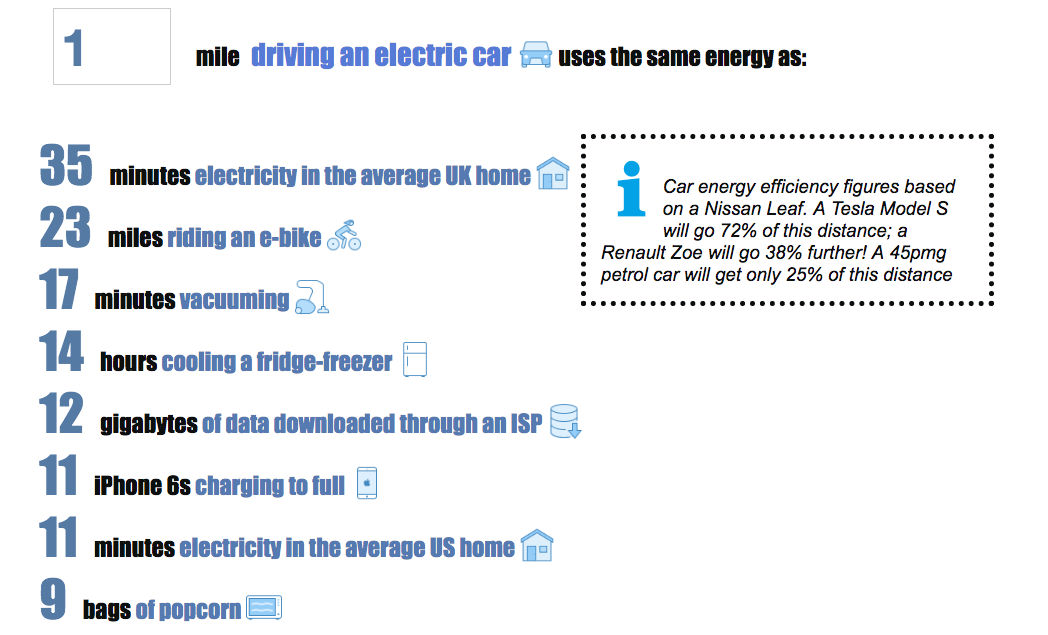 1 mile driving an electric car uses the same energy as:
35 minutes electricity in the average UK home
23 miles riding an e-bike
17 minutes vacuuming
14 hours cooling a fridge-freezer
12 gigabytes of data downloaded through an ISP
11 iPhone 6s charging to full
11 minutes electricity in the average US home
9 bags of popcorn
Car energy efficiency figures based
on a Nissan Leaf. A Tesla Model S
will go 72% of this distance; a
Renault Zoe will go 38% further! A 45pmg
petrol car will get only 25% of this distance